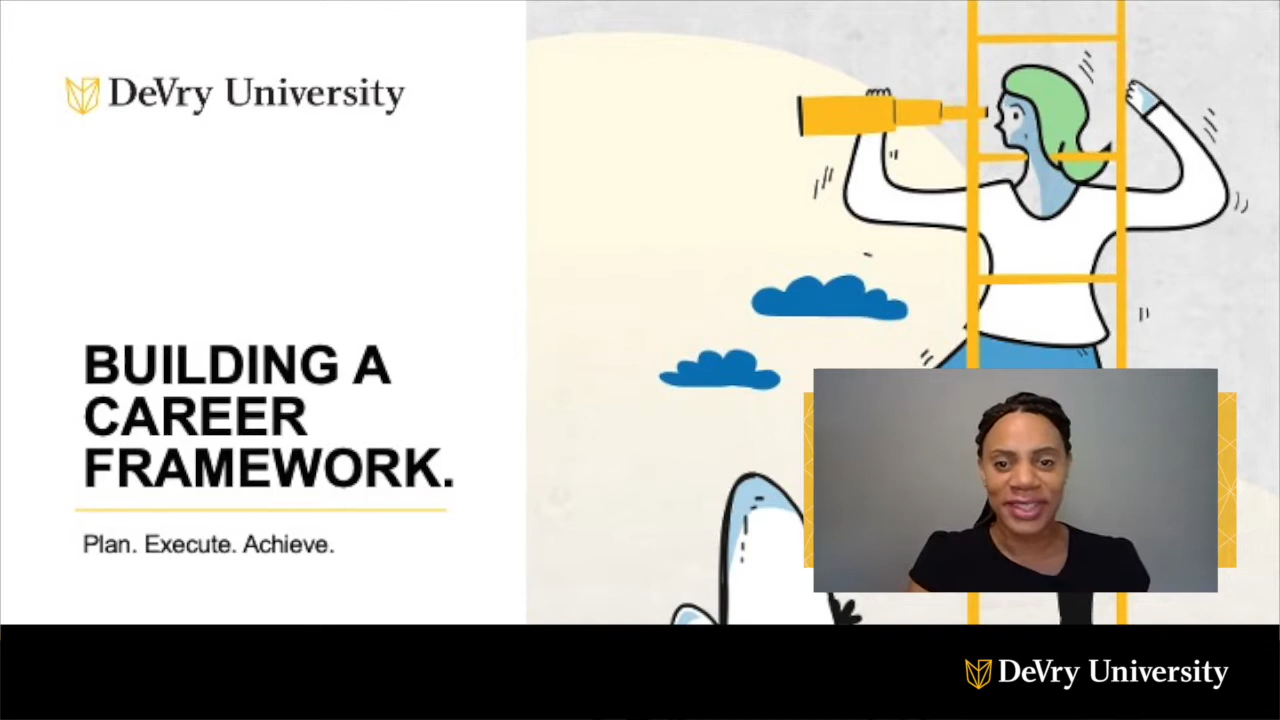 DeVry University
BUILDING A
CAREER
FRAMEWORK.
Plan. Execute. Achieve.
DeVry University